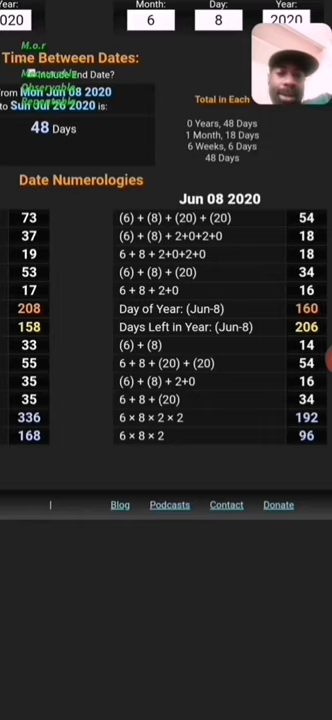 Year: Month: Day: Year:
020 6 8 2020
M.o.r
Time Between Dates:
Include End Date?
Observable
rom Mon Jun 08 2020
to Sun Jul 26 2020 is:
48 Days
Total in Each
0 Years, 48 Days
1 Month, 18 Days
6 Weeks, 6 Days
48 Days
Date Numerologies
Jun 08 2020
73 (6) + (8) + (20) + (20) 54
37 (6) + (8) + 2+0+2+0 18
19 6 + 8 + 2+0+2+0 18
53 (6) + (8) + (20) 34
17 6 + 8 + 2+0 16
208 Day of Year: (Jun-8) 160
158 Days Left in Year: (Jun-8) 206
33 (6) + (8) 14
55 6 + 8 + (20) + (20) 54
35 (6) + (8) + 2+0 16
35 6 + 8 + (20) 34
336 6 × 8 × 2 × 2 192
168 6 × 8 × 2 96
| Blog Podcasts Contact Donate